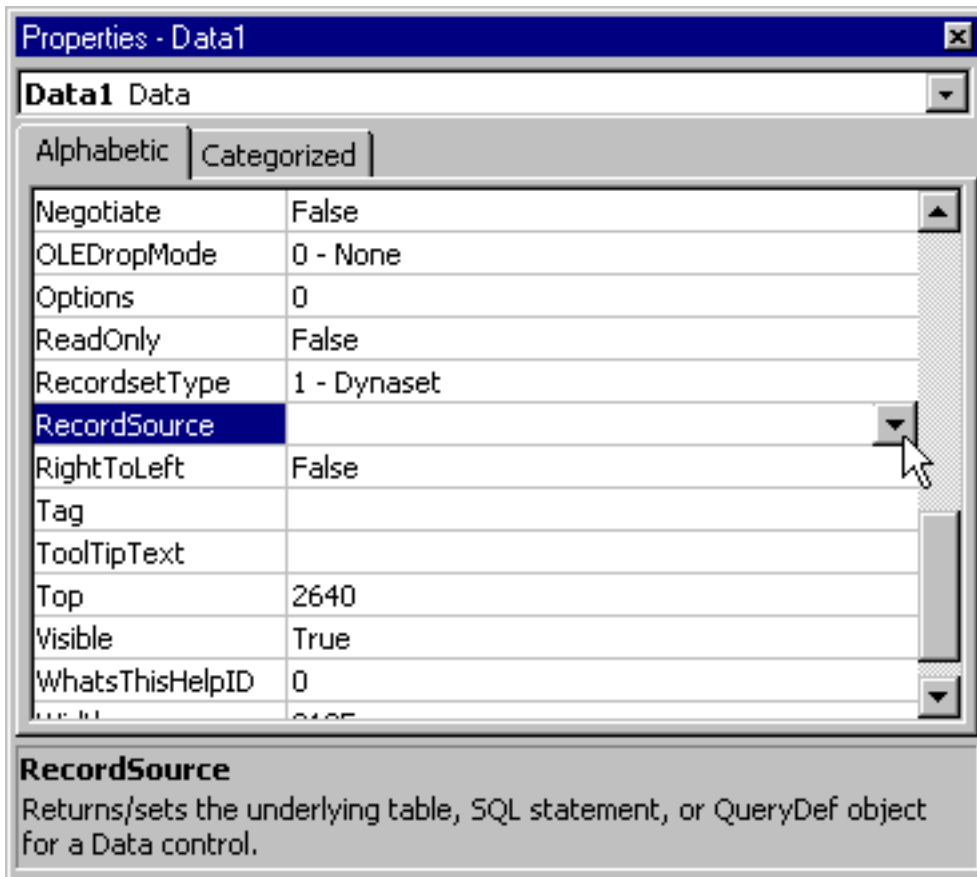 Properties - Data1
Data1 Data
Alphabetic Categorized
Negotiate False
OLEDropMode 0 - None
Options 0
ReadOnly False
RecordsetType 1 - Dynaset
RecordSource
RightToLeft False
Tag
ToolTipText
Top 2640
Visible True
WhatsThisHelpID 0
RecordSource
Returns/sets the underlying table, SQL statement, or QueryDef object
for a Data control.